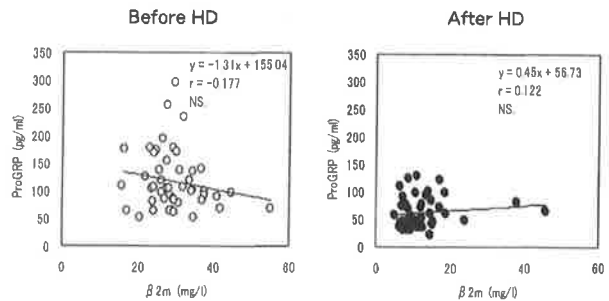 Before HD
After HD
350
300
250
200
150
100
50
0
ProGRP (pg/ml)
y = -1.31x + 155.04
r = -0.177
NS.
0
20
40
60
β2m (mg/l)
350
300
250
200
150
100
50
0
ProGRP (pg/ml)
y = 0.45x + 56.73
r = 0.122
NS.
0
20
40
60
β2m (mg/l)